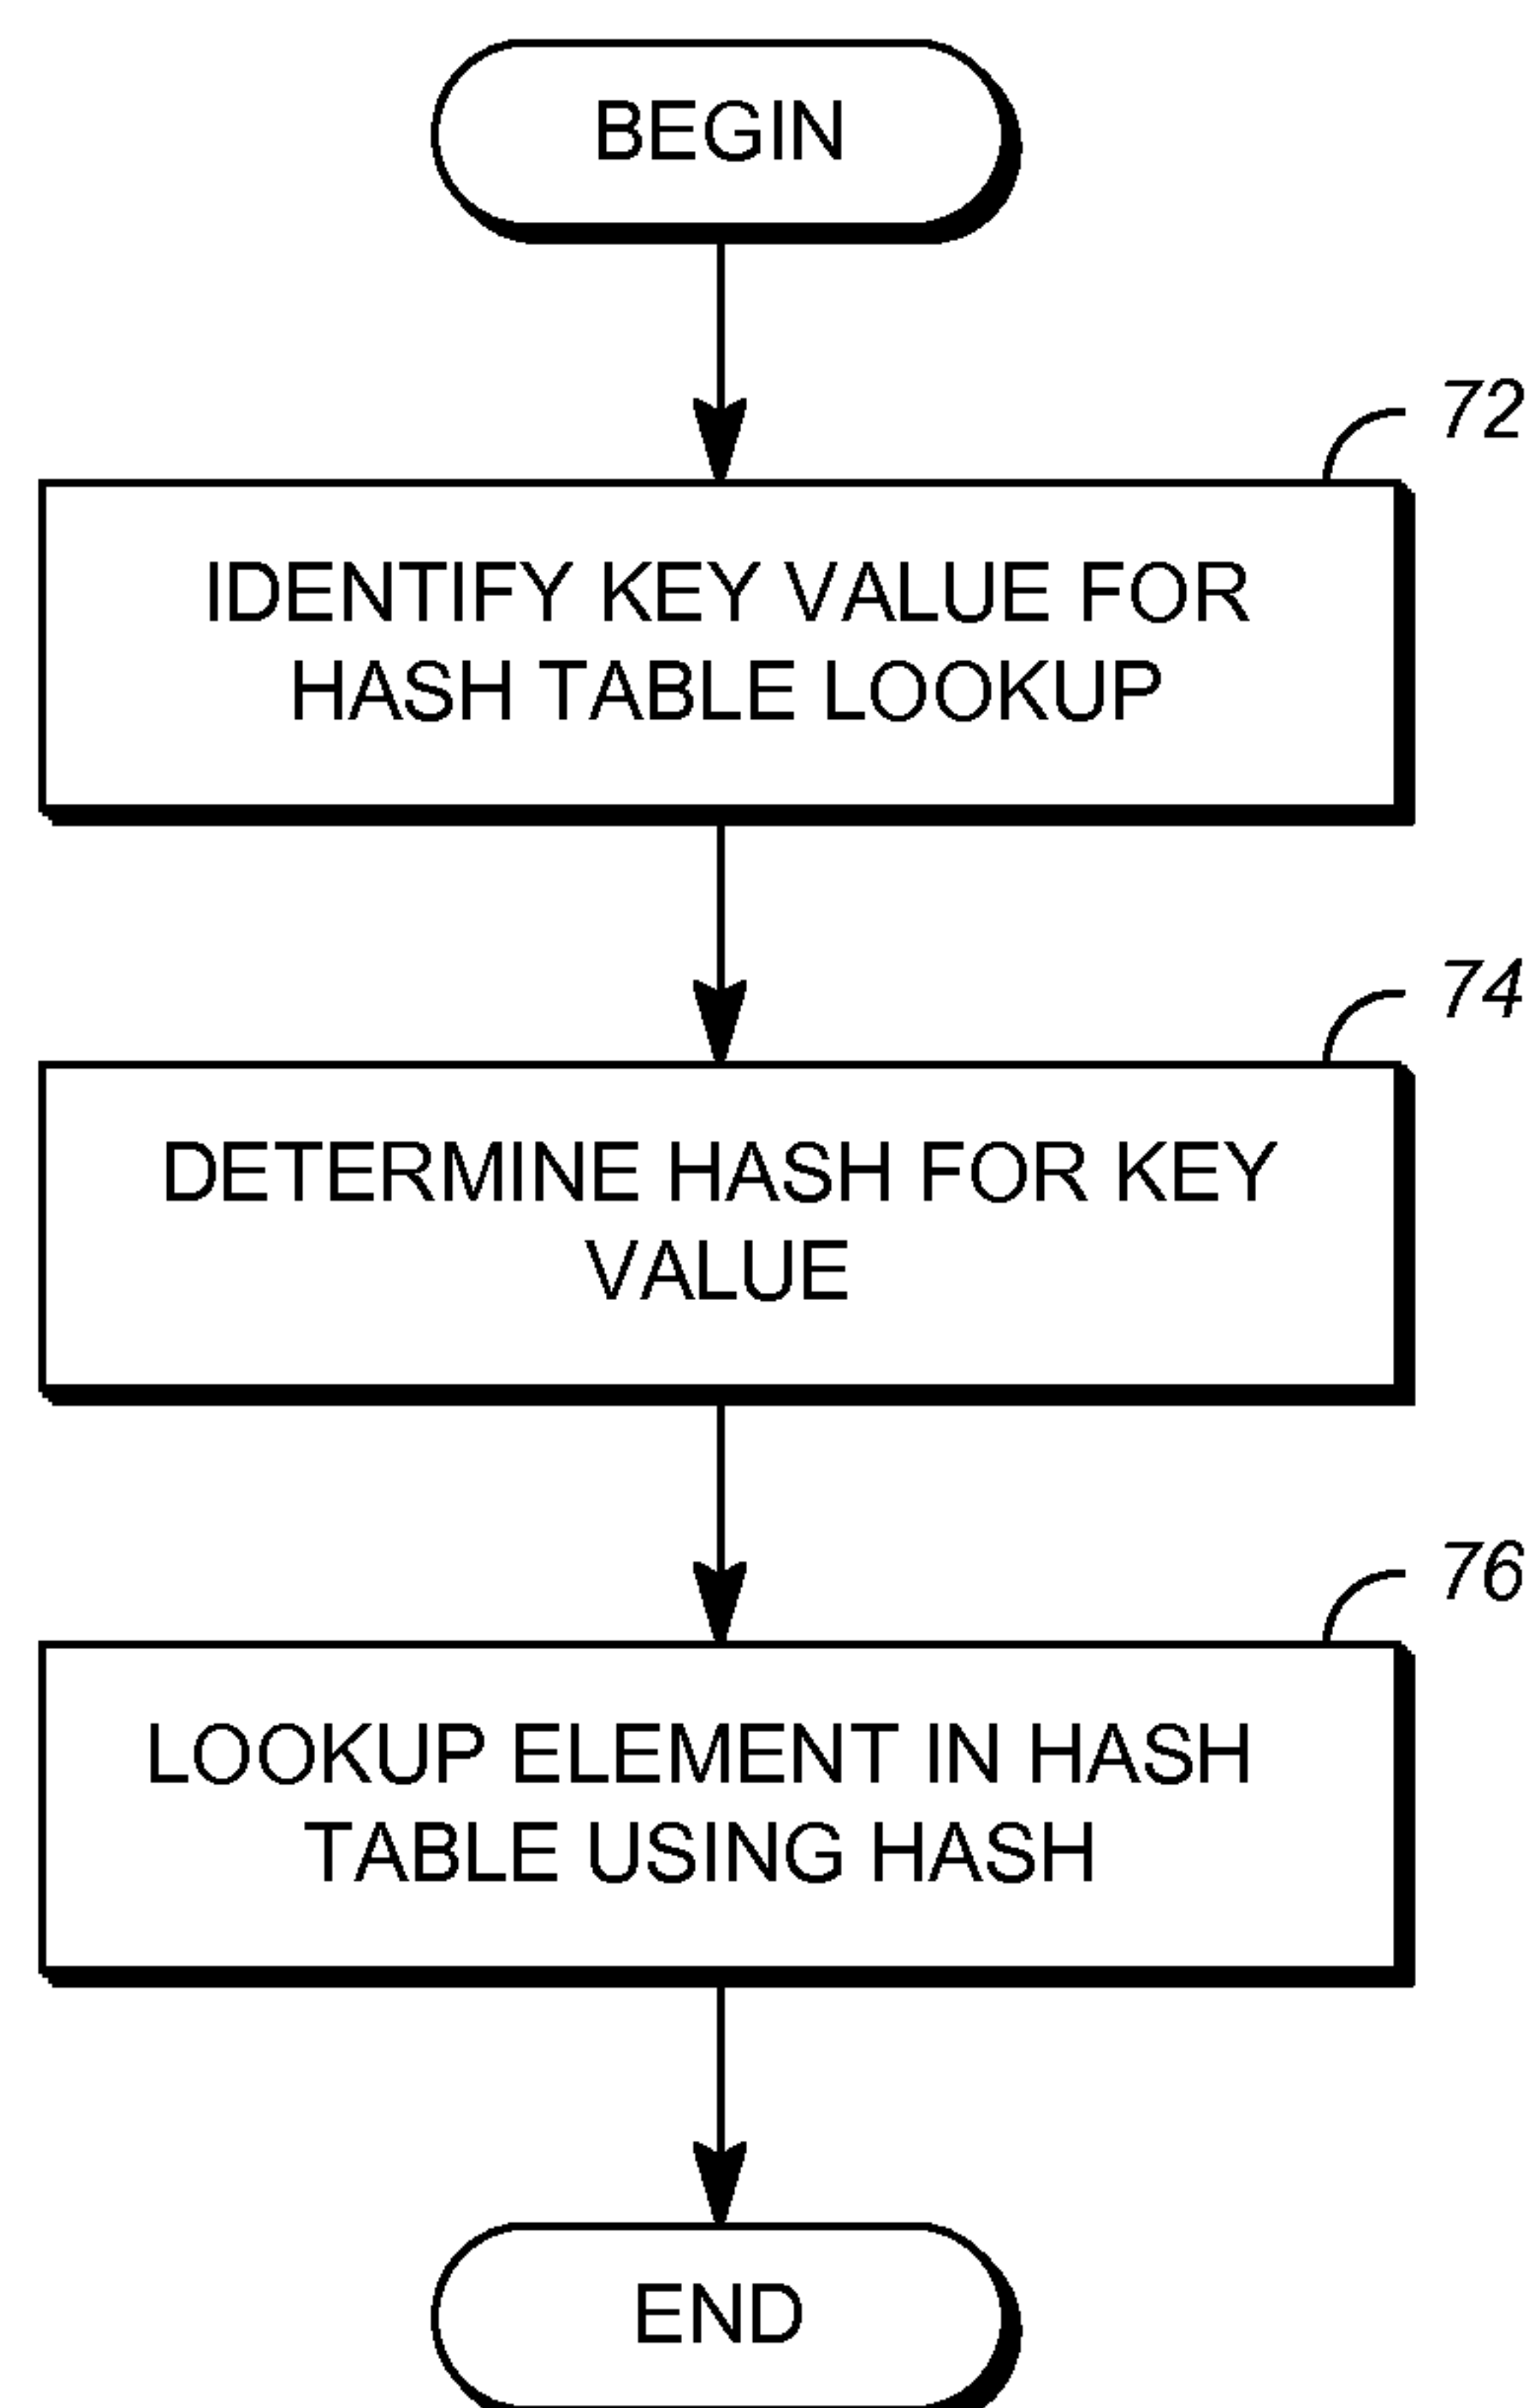 BEGIN
72
IDENTIFY KEY VALUE FOR
HASH TABLE LOOKUP
74
DETERMINE HASH FOR KEY
VALUE
76
LOOKUP ELEMENT IN HASH
TABLE USING HASH
END